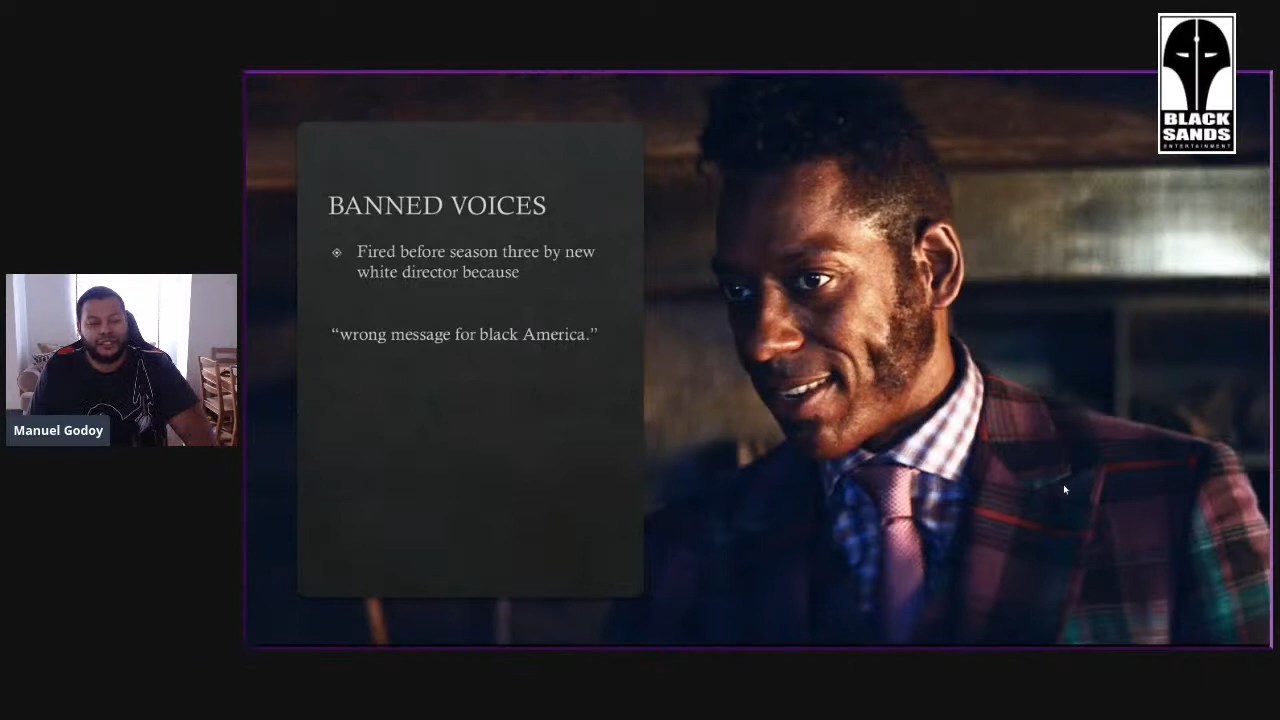 BLACK
SANDS
ENTERTAINMENT
BANNED VOICES
Fired before season three by new
white director because
“wrong message for black America.”
Manuel Godoy